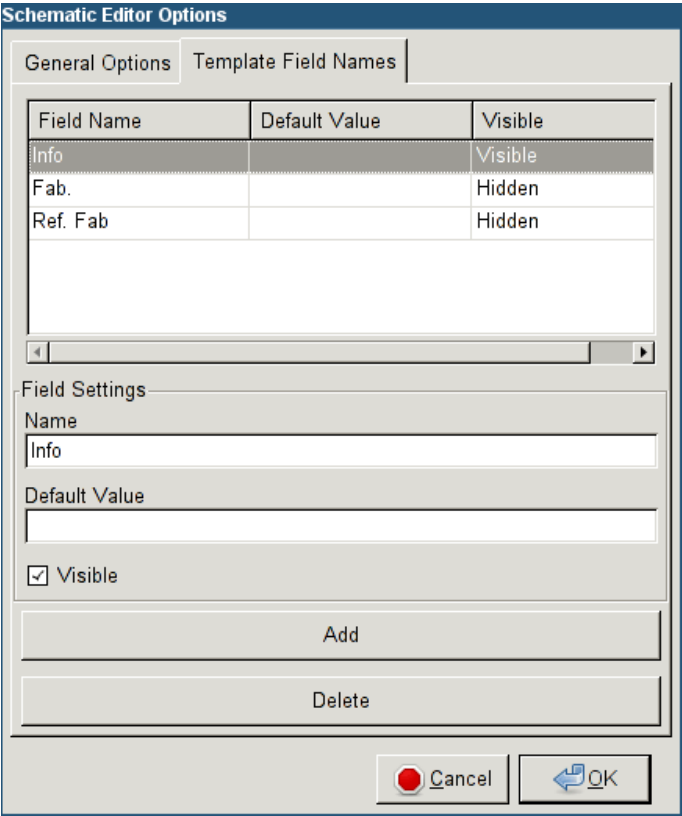 Schematic Editor Options
General Options Template Field Names
Field Name Default Value Visible
Info Visible
Fab. Hidden
Ref. Fab Hidden
Field Settings
Name
Info
Default Value
Visible
Add
Delete
Cancel OK